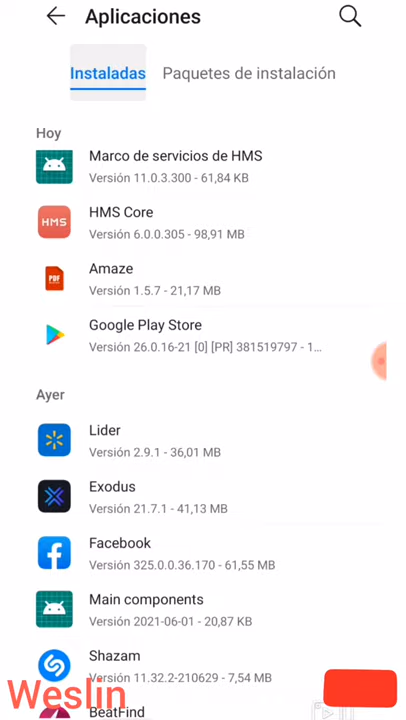 Aplicaciones
Instaladas
Paquetes de instalación
Hoy
Marco de servicios de HMS
Versión 11.0.3.300 - 61,84 KB
HMS
HMS Core
Versión 6.0.0.305 - 98,91 MB
PDF
Amaze
Versión 1.5.7 - 21,17 MB
Google Play Store
Versión 26.0.16-21 [0] [PR] 381519797 - 1...
Ayer
Lider
Versión 2.9.1 - 36,01 MB
Exodus
Versión 21.7.1 - 41,13 MB
Facebook
Versión 325.0.0.36.170 - 61,55 MB
Main components
Versión 2021-06-01 - 20,87 KB
Shazam
Versión 11.32.2-210629 - 7,54 MB
Weslin
BeatFind